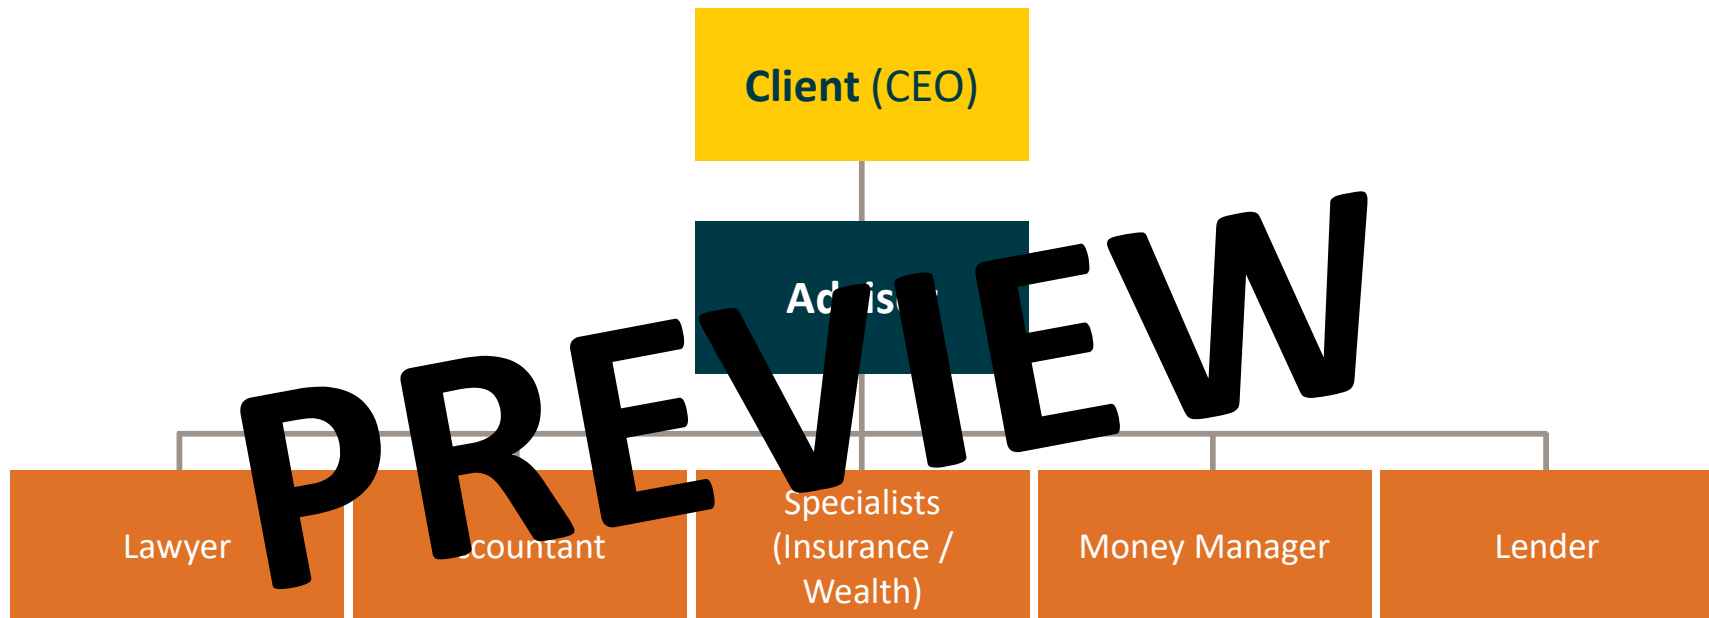 Client (CEO)
PREVIEW
Lawyer
Specialists
(Insurance /
Wealth)
Money Manager
Lender